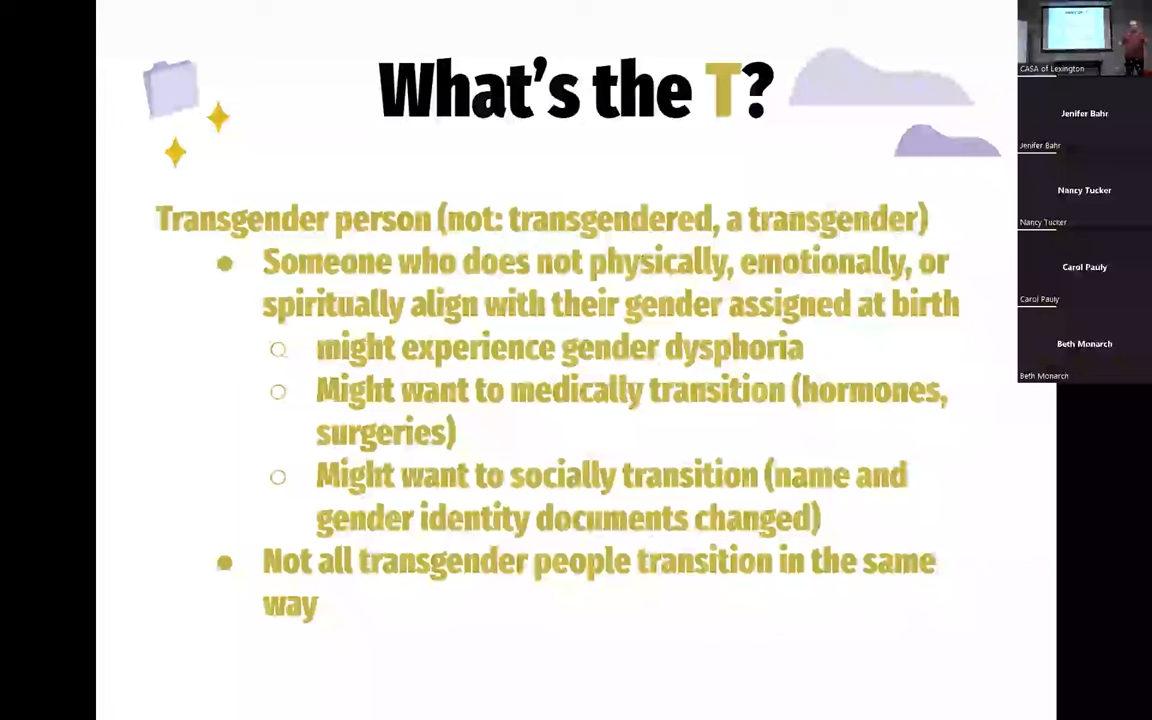 What's the T?
Transgender person (not: transgendered, a transgender)
● Someone who does not physically, emotionally, or
spiritually align with their gender assigned at birth
○ might experience gender dysphoria
○ Might want to medically transition (hormones,
surgeries)
○ Might want to socially transition (name and
gender identity documents changed)
● Not all transgender people transition in the same
way
CASA of Lexington
Jenifer Bahr
Jenifer Bahr
Nancy Tucker
Nancy Tucker
Carol Pauly
Carol Pauly
Beth Monarch
Beth Monarch